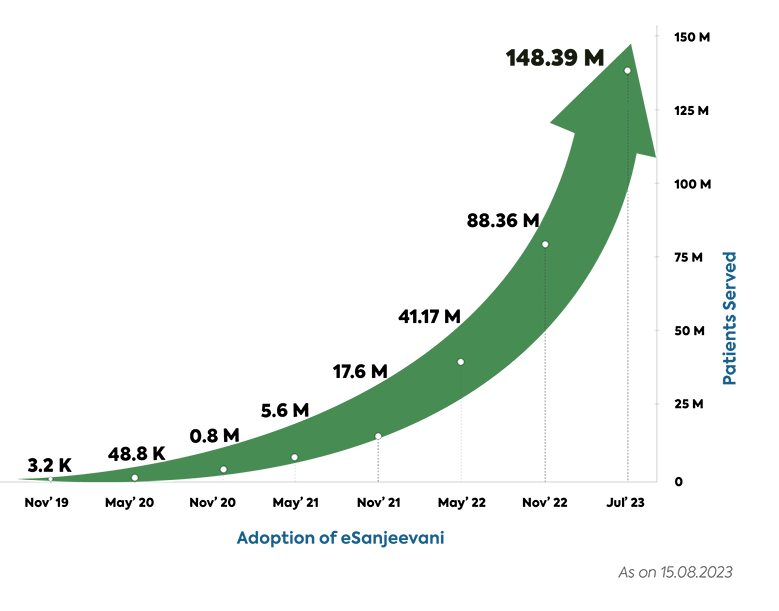 148.39 M
150 M
125 M
100 M
88.36 M
75 M
Patients Served
41.17 M
50 M
17.6 M
5.6 M
25 M
0.8 M
48.8 K
3.2 K
0
Nov' 19 May' 20 Nov' 20 May' 21 Nov' 21 May' 22 Nov' 22 Jul' 23
Adoption of eSanjeevani
As on 15.08.2023